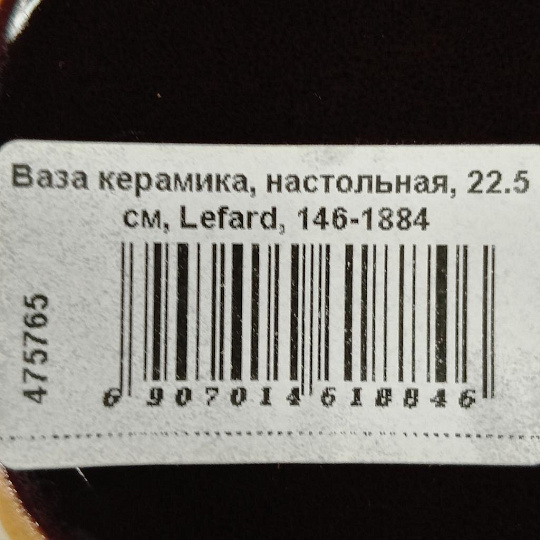 Ваза керамика, настольная, 22.5
см, Lefard, 146-1884
475765
6 907014 618846